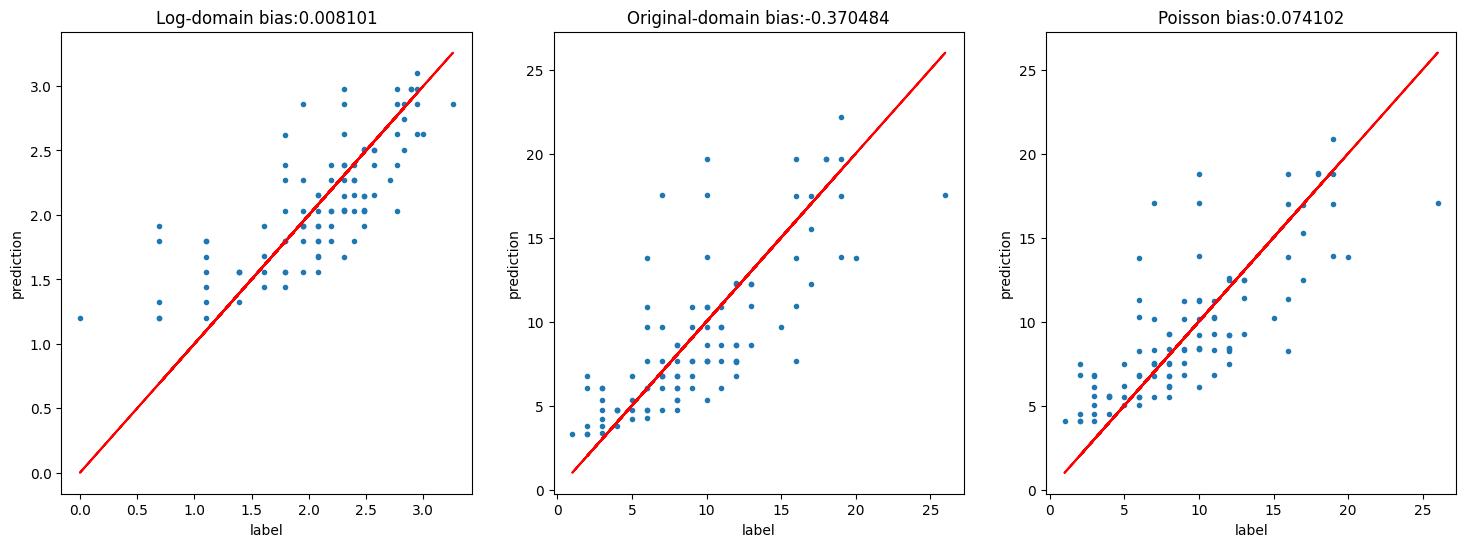 Log-domain bias:0.008101
prediction
3.0
2.5
2.0
1.5
1.0
0.5
0.0
0.0 0.5 1.0 1.5 2.0 2.5 3.0
label
Original-domain bias:-0.370484
prediction
25
20
15
10
5
0
0 5 10 15 20 25
label
Poisson bias:0.074102
prediction
25
20
15
10
5
0
0 5 10 15 20 25
label